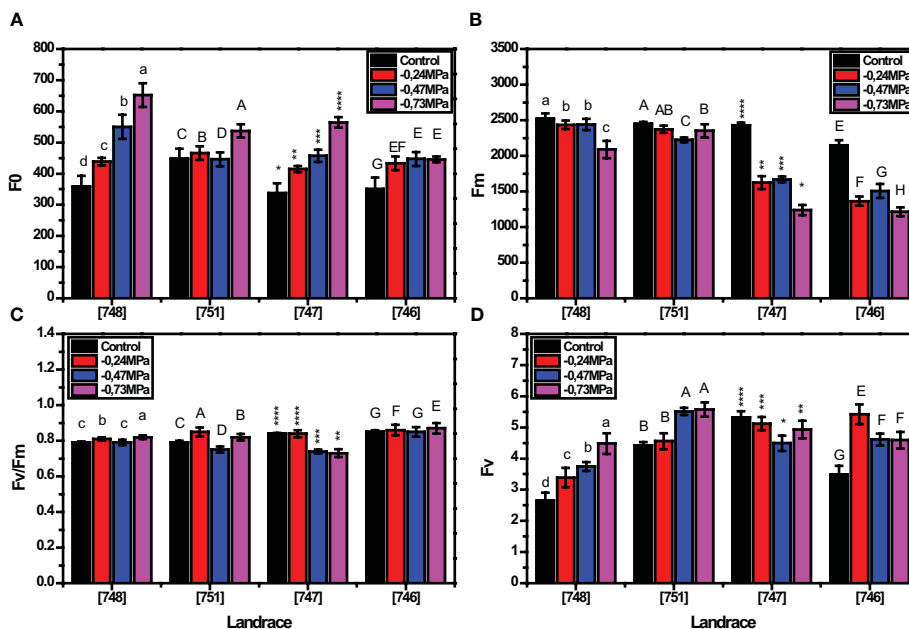 A
800
700
600
500
400
300
200
100
0
F0
Control
-0,24MPa
-0,47MPa
-0,73MPa
d c b a
C B D A
* ** *** ****
G EF E E
[748] [751] [747] [746]
B
3500
3000
2500
2000
1500
1000
500
0
Fm
Control
-0,24MPa
-0,47MPa
-0,73MPa
a b b c
A AB C B
**** ** *** *
E F G H
[748] [751] [747] [746]
C
1.4
1.2
1.0
0.8
0.6
0.4
0.2
0.0
Fv/Fm
Control
-0,24MPa
-0,47MPa
-0,73MPa
c b c a
C A D B
**** **** *** **
G F G E
[748] [751] [747] [746]
Landrace
D
8
7
6
5
4
3
2
1
0
Fv
Control
-0,24MPa
-0,47MPa
-0,73MPa
d c b a
B B A A
**** *** * **
G E F F
[748] [751] [747] [746]
Landrace